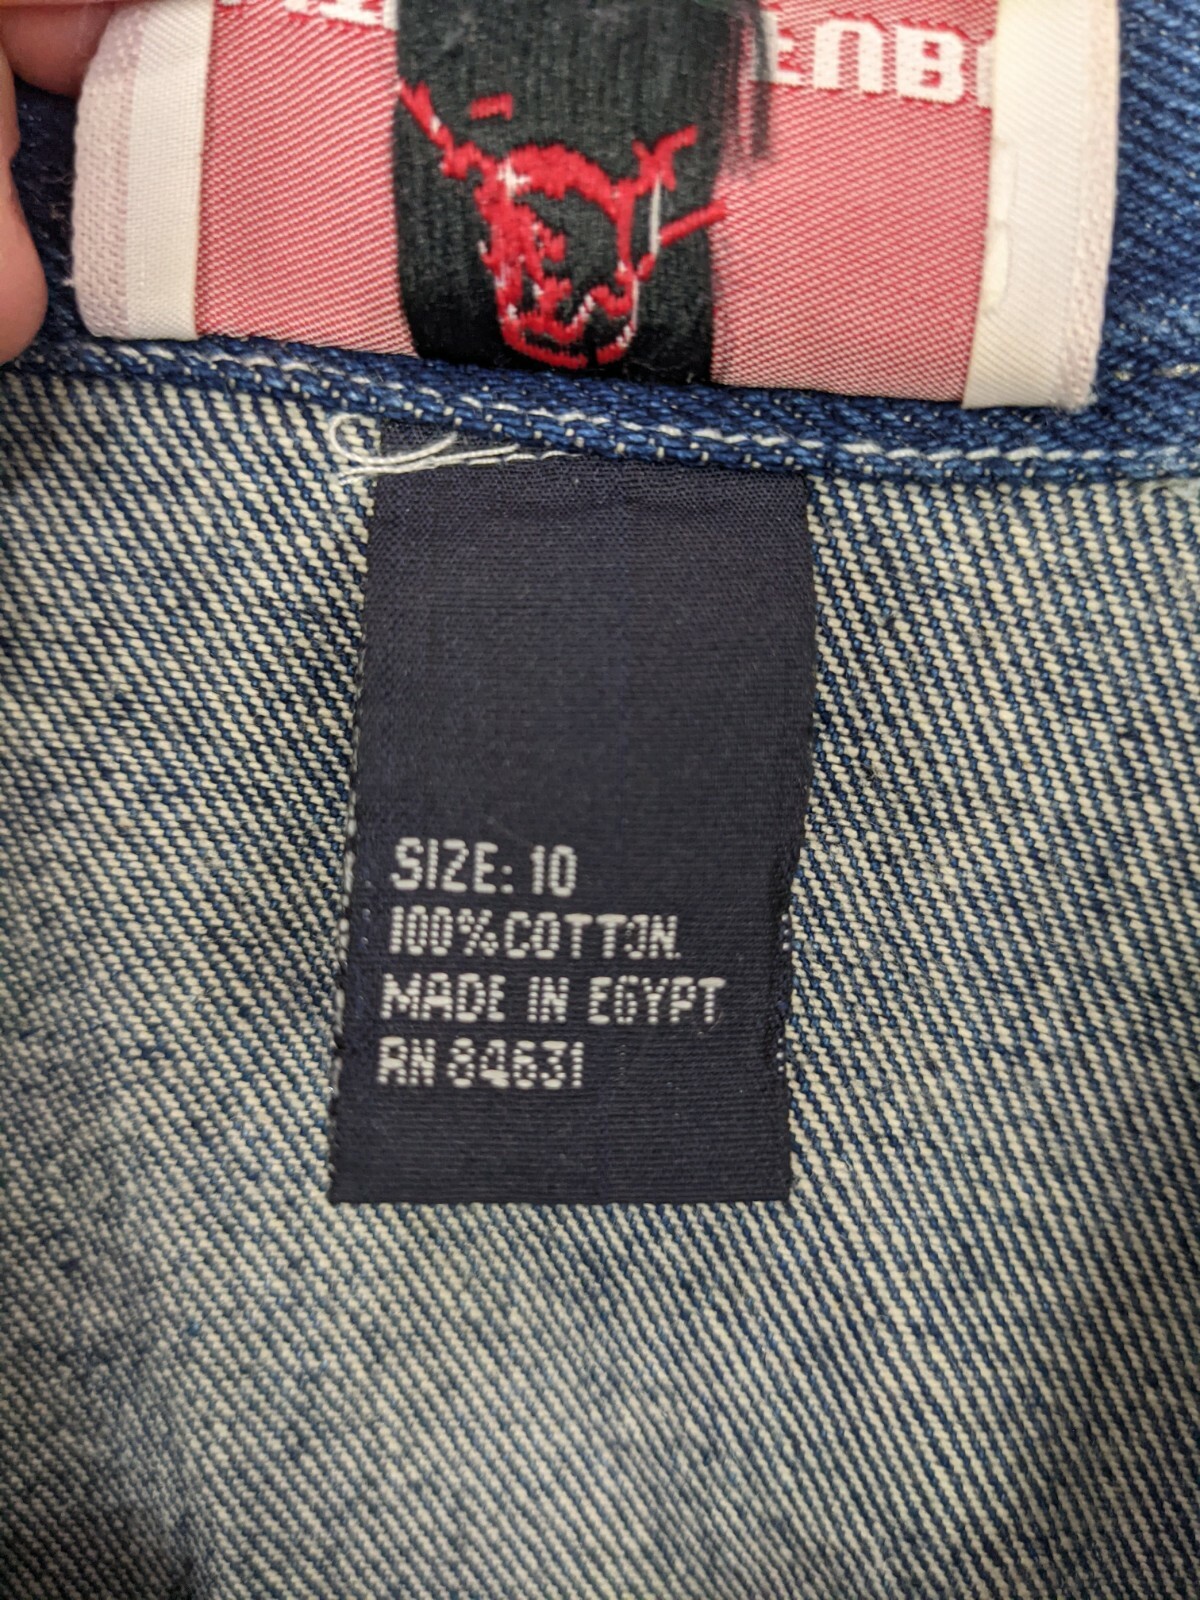 SIZE: 10
100% COTTON.
MADE IN EGYPT
RN 84631